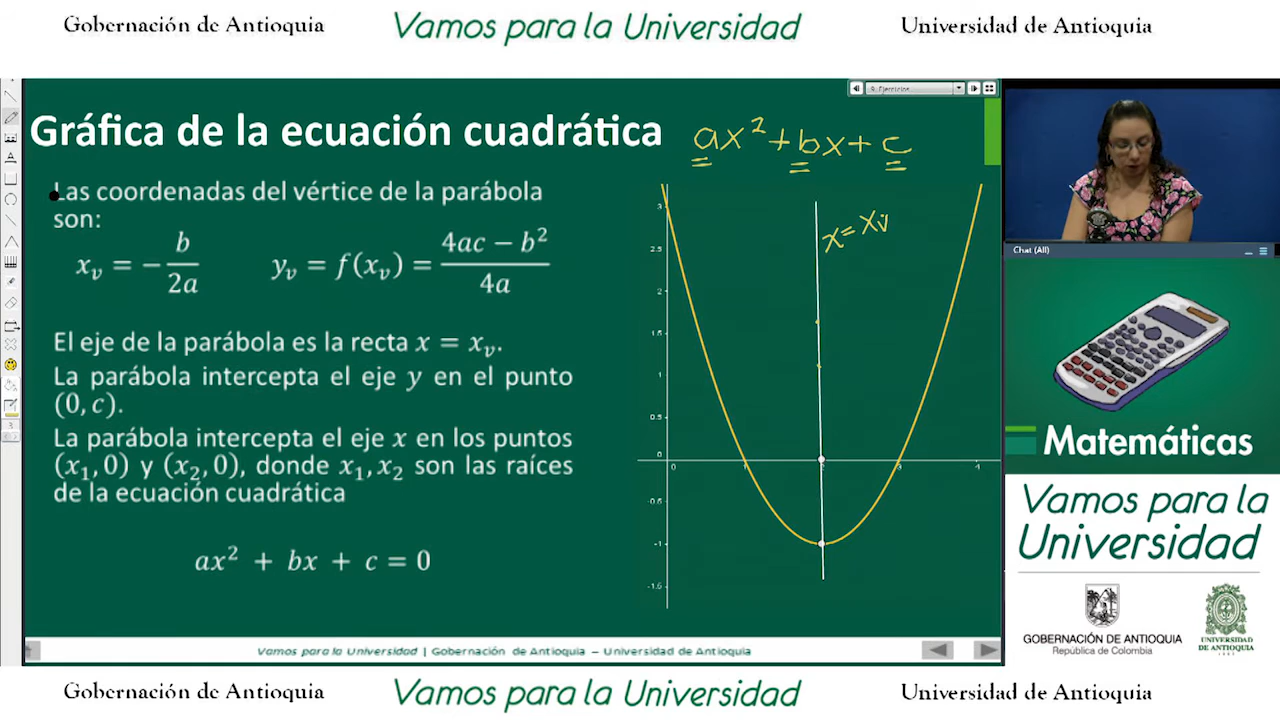 Gobernación de Antioquia
Vamos para la Universidad
Universidad de Antioquia
9. Ejercicios
Gráfica de la ecuación cuadrática
ax² + bx + c
Las coordenadas del vértice de la parábola
son:
x_v = − b/2a
y_v = f(x_v) = (4ac − b²)/4a
El eje de la parábola es la recta x = x_v.
La parábola intercepta el eje y en el punto
(0, c).
La parábola intercepta el eje x en los puntos
(x₁, 0) y (x₂, 0), donde x₁, x₂ son las raíces
de la ecuación cuadrática
ax² + bx + c = 0
x = xv
3
2.5
2
1.5
1
0.5
0
-0.5
-1
-1.5
0
1
2
3
4
Chat (All)
Matemáticas
Vamos para la
Universidad
GOBERNACIÓN DE ANTIOQUIA
República de Colombia
UNIVERSIDAD
DE ANTIOQUIA
1803
Vamos para la Universidad | Gobernación de Antioquia – Universidad de Antioquia
Gobernación de Antioquia
Vamos para la Universidad
Universidad de Antioquia